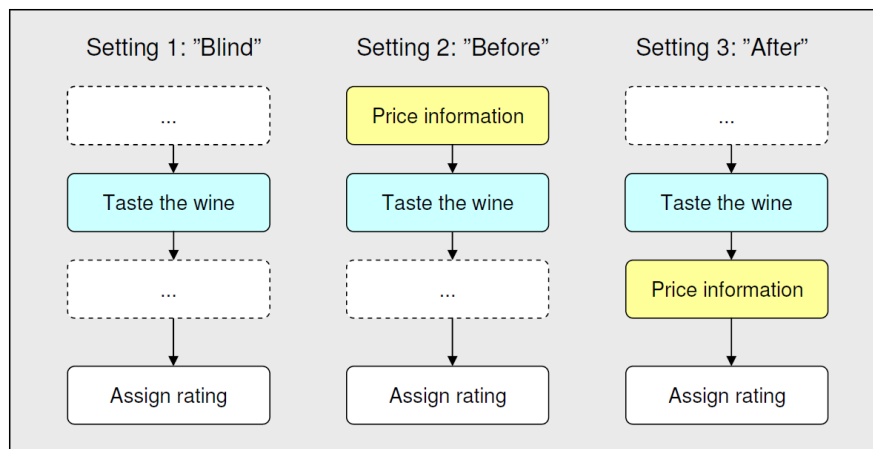 Setting 1: ”Blind”
Setting 2: ”Before”
Setting 3: ”After”
...
Price information
...
Taste the wine
Taste the wine
Taste the wine
...
...
Price information
Assign rating
Assign rating
Assign rating